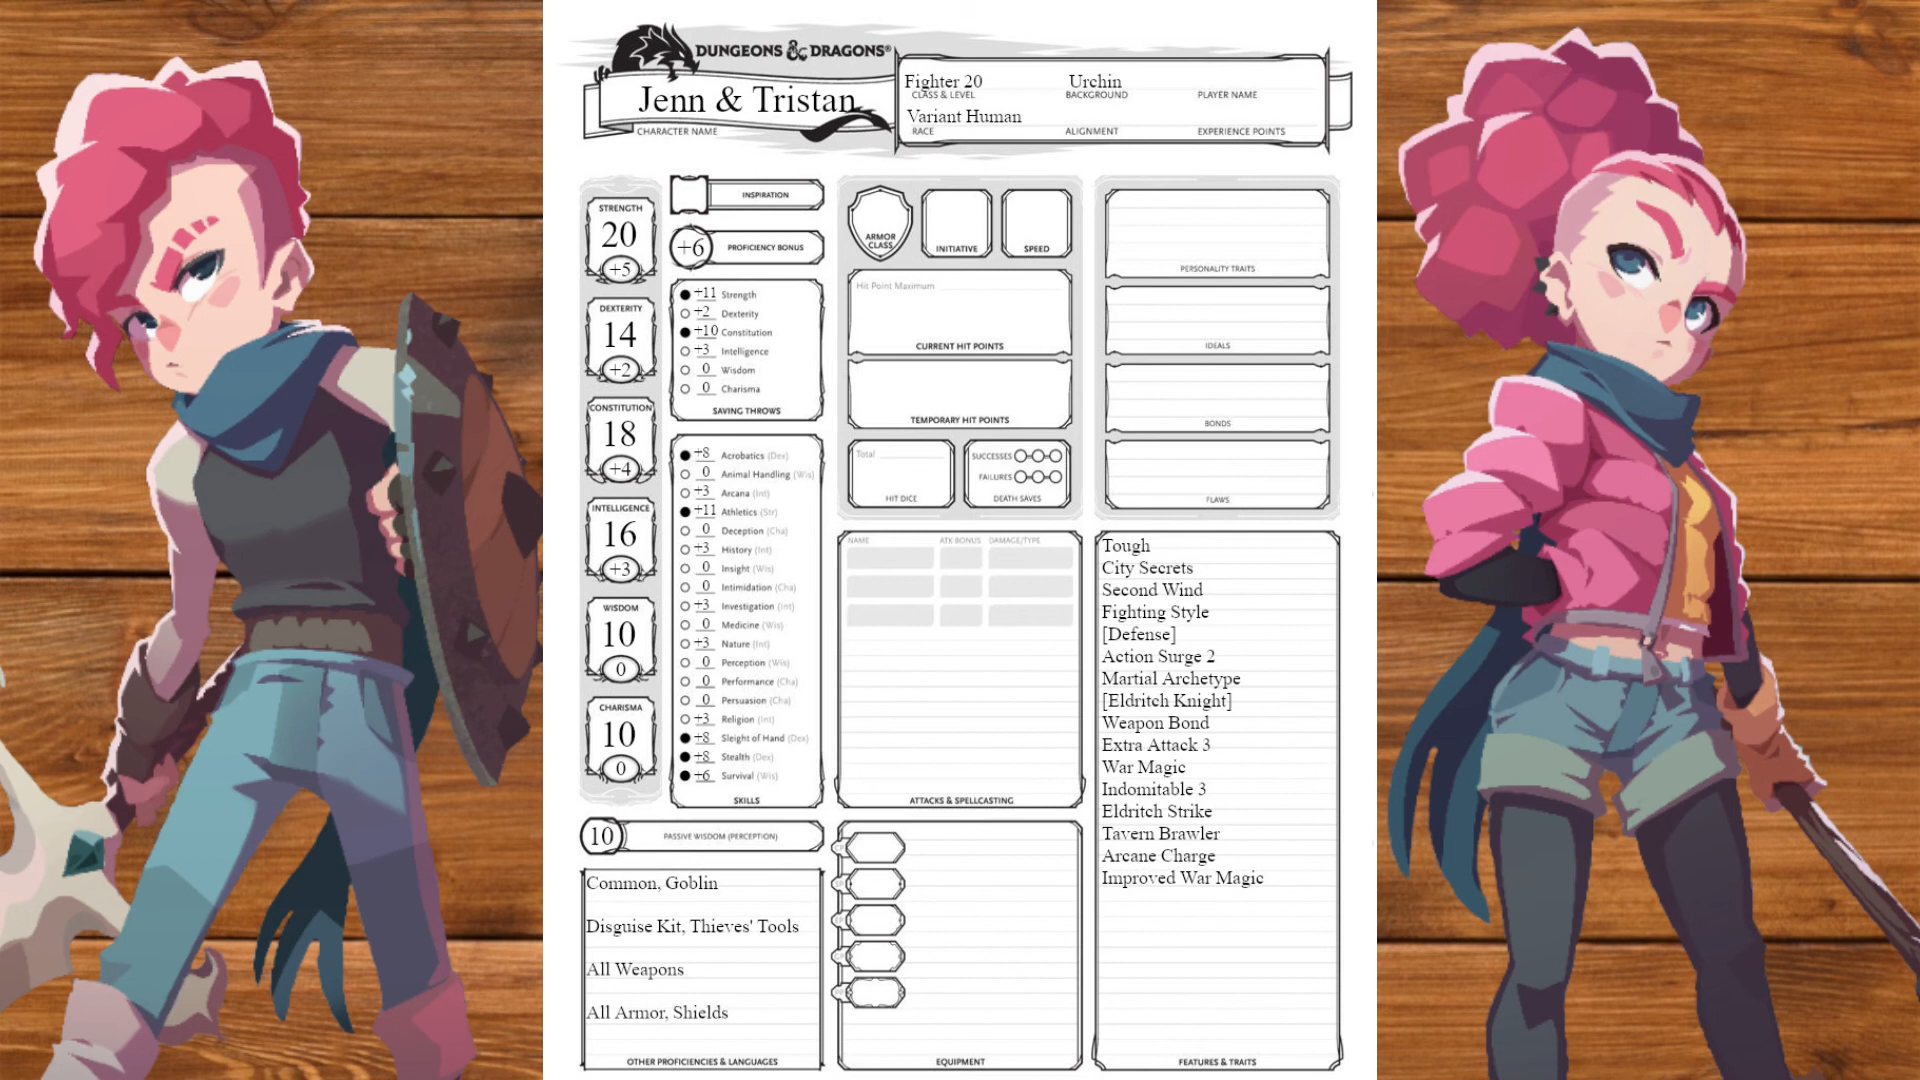 DUNGEONS & DRAGONS®
Jenn & Tristan
CHARACTER NAME
Fighter 20
CLASS & LEVEL
Urchin
BACKGROUND
PLAYER NAME
Variant Human
RACE
ALIGNMENT
EXPERIENCE POINTS
STRENGTH
20
+5
DEXTERITY
14
+2
CONSTITUTION
18
+4
INTELLIGENCE
16
+3
WISDOM
10
0
CHARISMA
10
0
INSPIRATION
+6 PROFICIENCY BONUS
+11 Strength
+2 Dexterity
+10 Constitution
+3 Intelligence
0 Wisdom
0 Charisma
SAVING THROWS
+8 Acrobatics (Dex)
0 Animal Handling (Wis)
+3 Arcana (Int)
+11 Athletics (Str)
0 Deception (Cha)
+3 History (Int)
0 Insight (Wis)
0 Intimidation (Cha)
+3 Investigation (Int)
0 Medicine (Wis)
+3 Nature (Int)
0 Perception (Wis)
0 Performance (Cha)
0 Persuasion (Cha)
+3 Religion (Int)
+8 Sleight of Hand (Dex)
+8 Stealth (Dex)
+6 Survival (Wis)
SKILLS
10 PASSIVE WISDOM (PERCEPTION)
Common, Goblin
Disguise Kit, Thieves' Tools
All Weapons
All Armor, Shields
OTHER PROFICIENCIES & LANGUAGES
ARMOR
CLASS
INITIATIVE
SPEED
Hit Point Maximum
CURRENT HIT POINTS
TEMPORARY HIT POINTS
Total
HIT DICE
SUCCESSES
FAILURES
DEATH SAVES
NAME ATK BONUS DAMAGE/TYPE
ATTACKS & SPELLCASTING
EQUIPMENT
PERSONALITY TRAITS
IDEALS
BONDS
FLAWS
Tough
City Secrets
Second Wind
Fighting Style
[Defense]
Action Surge 2
Martial Archetype
[Eldritch Knight]
Weapon Bond
Extra Attack 3
War Magic
Indomitable 3
Eldritch Strike
Tavern Brawler
Arcane Charge
Improved War Magic
FEATURES & TRAITS